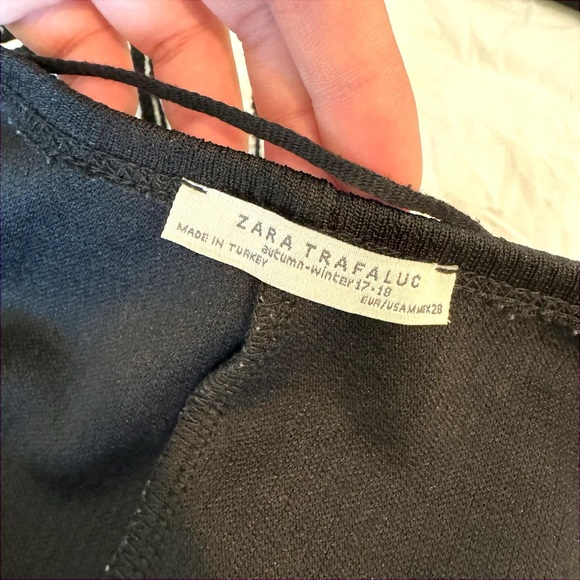 ZARA TRAFALUC
autumn-winter 17-18
MADE IN TURKEY
EUR/USA M MEX 28